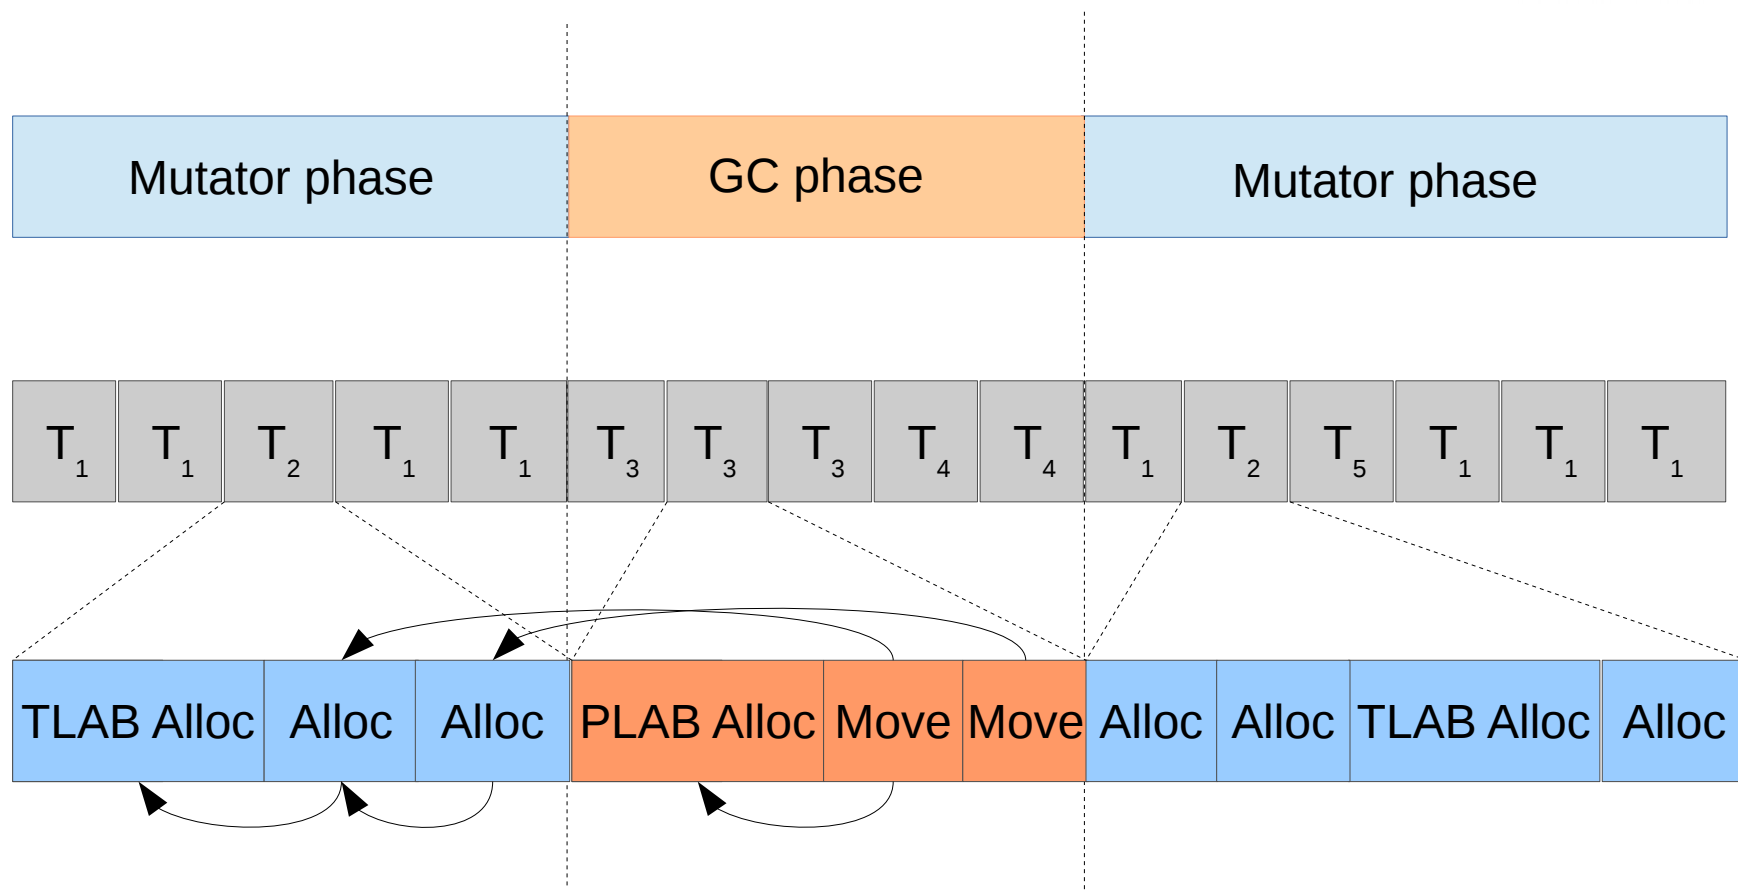 Mutator phase GC phase Mutator phase
T1 T1 T2 T1 T1 T3 T3 T3 T4 T4 T1 T2 T5 T1 T1 T1
TLAB Alloc Alloc Alloc PLAB Alloc Move Move Alloc Alloc TLAB Alloc Alloc